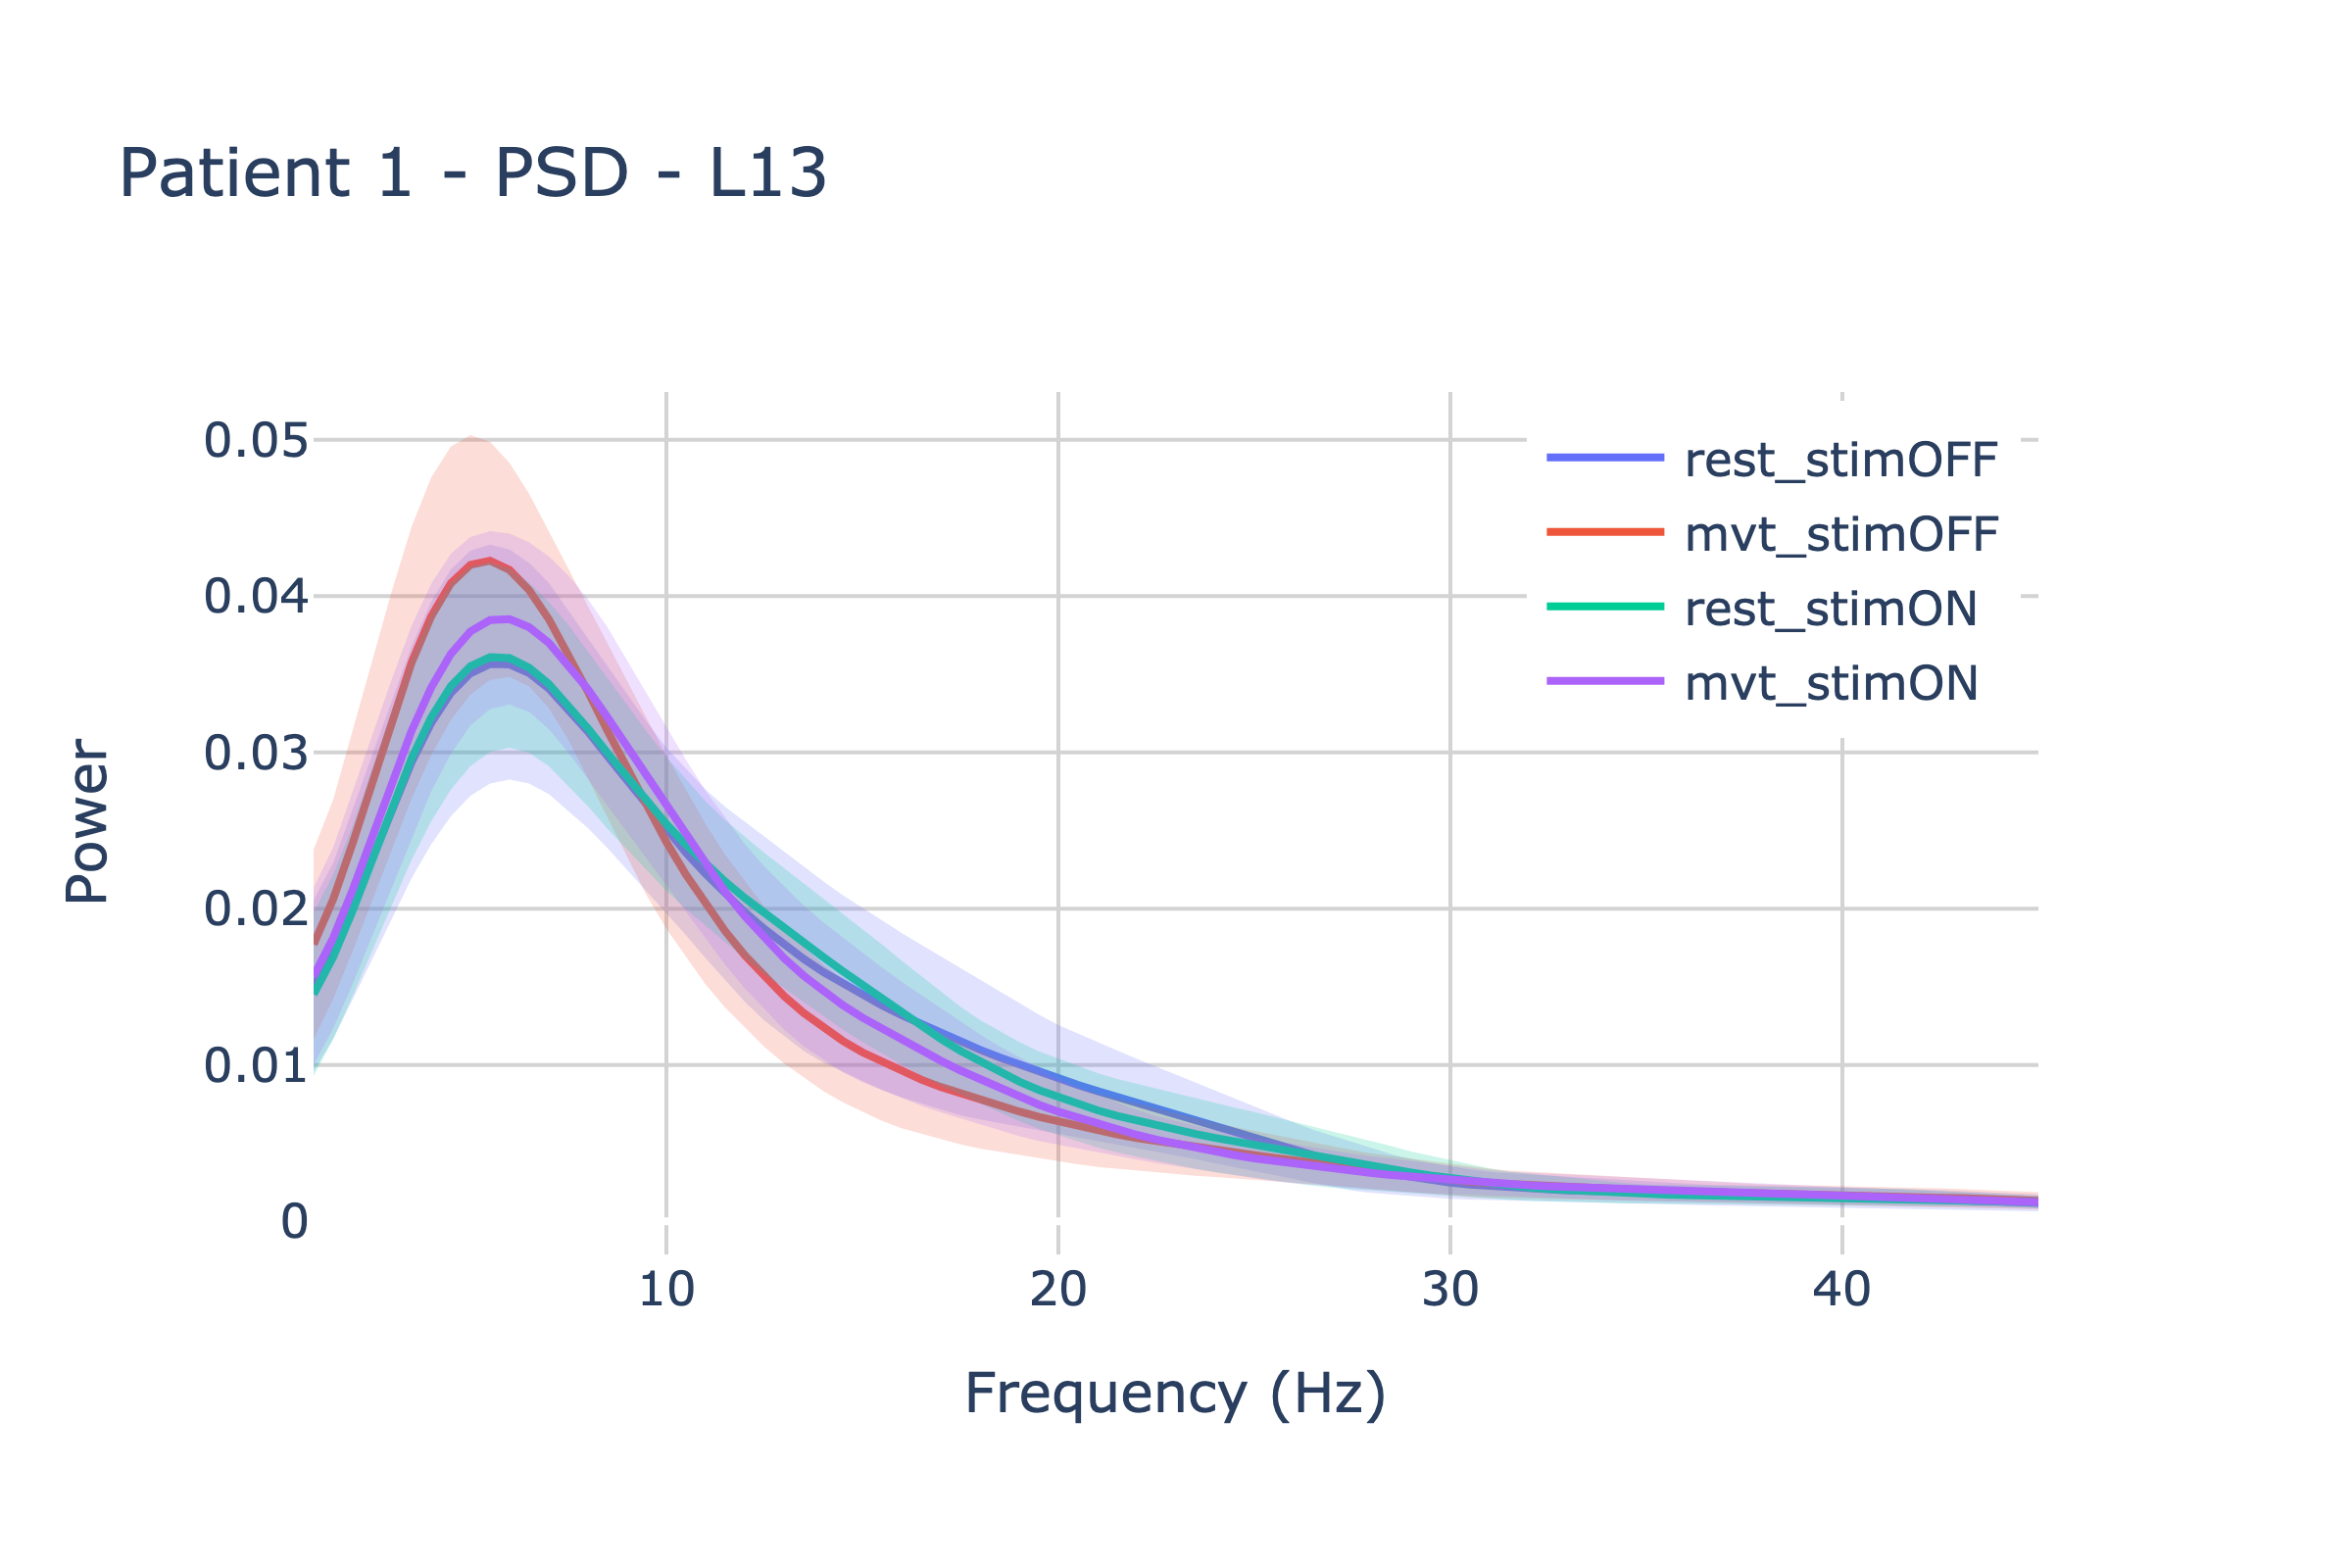 Patient 1 - PSD - L13
0.05
0.04
0.03
0.02
0.01
0
Power
rest_stimOFF
mvt_stimOFF
rest_stimON
mvt_stimON
10 20 30 40
Frequency (Hz)